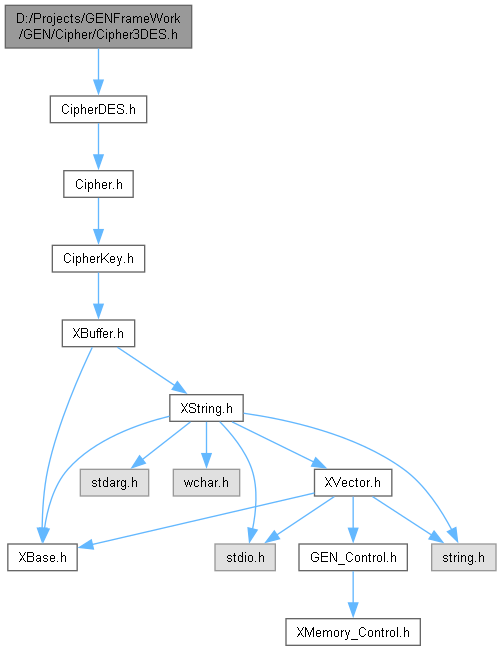 D:/Projects/GENFrameWork
/GEN/Cipher/Cipher3DES.h
CipherDES.h
Cipher.h
CipherKey.h
XBuffer.h
XString.h
stdarg.h
wchar.h
XVector.h
XBase.h
stdio.h
GEN_Control.h
string.h
XMemory_Control.h